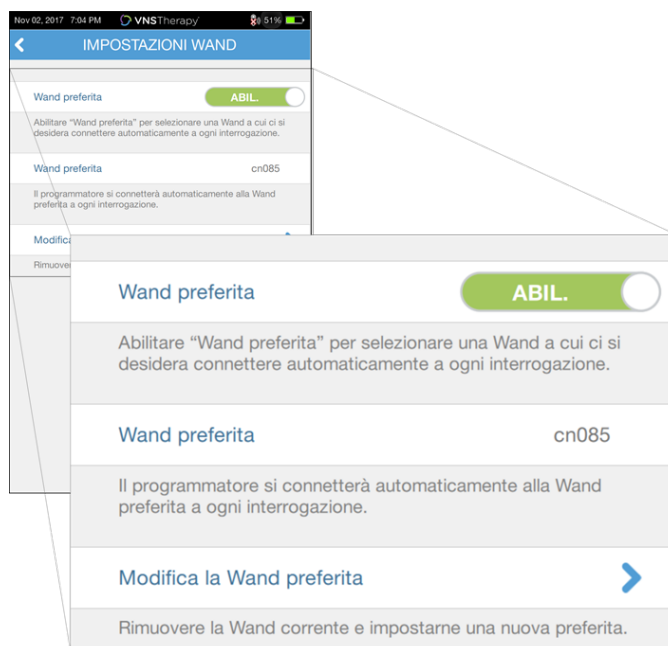 Nov 02, 2017 7:04 PM VNSTherapy 51%
IMPOSTAZIONI WAND
Wand preferita ABIL.
Abilitare “Wand preferita” per selezionare una Wand a cui ci si
desidera connettere automaticamente a ogni interrogazione.
Wand preferita cn085
Il programmatore si connetterà automaticamente alla Wand
preferita a ogni interrogazione.
Modifica
Rimuove
Wand preferita ABIL.
Abilitare “Wand preferita” per selezionare una Wand a cui ci si
desidera connettere automaticamente a ogni interrogazione.
Wand preferita cn085
Il programmatore si connetterà automaticamente alla Wand
preferita a ogni interrogazione.
Modifica la Wand preferita
Rimuovere la Wand corrente e impostarne una nuova preferita.